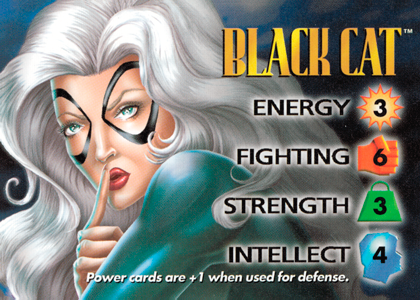 BLACK CAT™
ENERGY 3
FIGHTING 6
STRENGTH 3
INTELLECT 4
Power cards are +1 when used for defense.